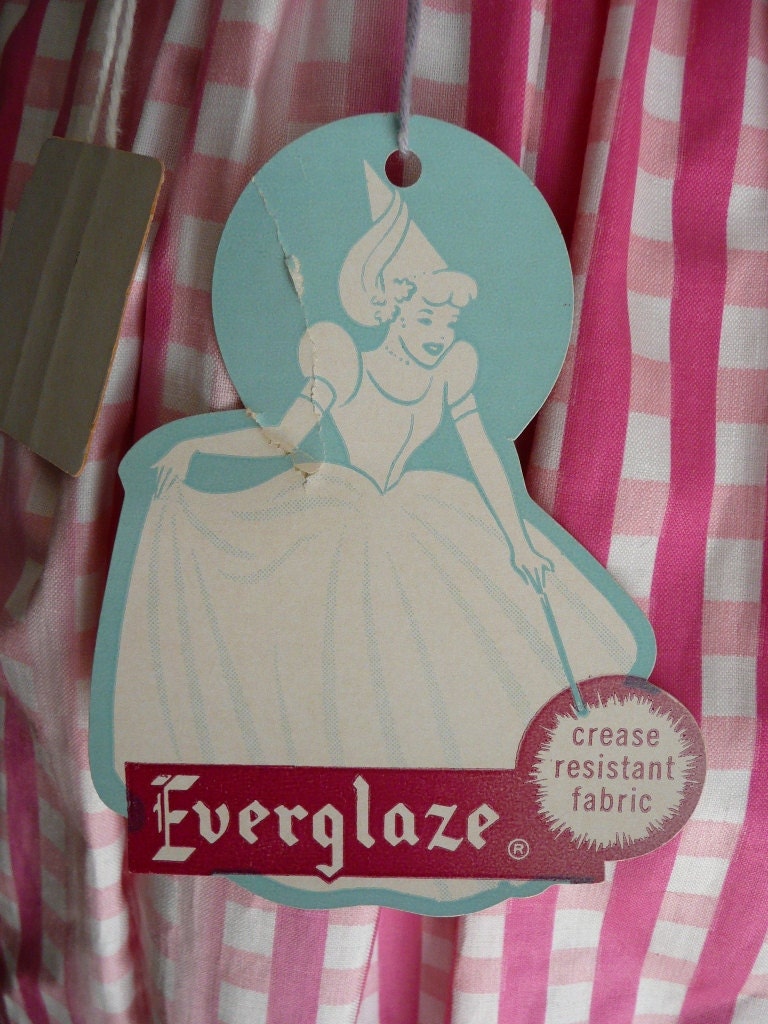 Everglaze ®
crease
resistant
fabric